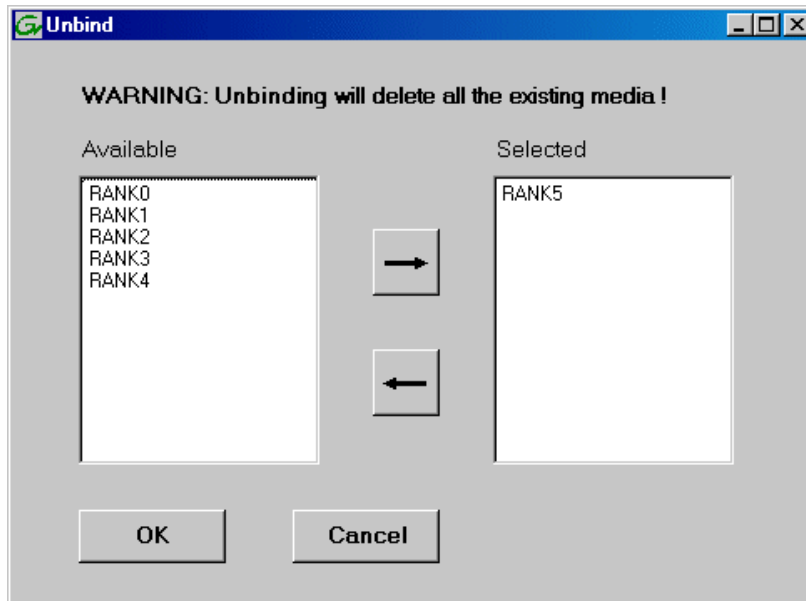 Unbind
WARNING: Unbinding will delete all the existing media !
Available
Selected
RANK0
RANK1
RANK2
RANK3
RANK4
RANK5
OK
Cancel